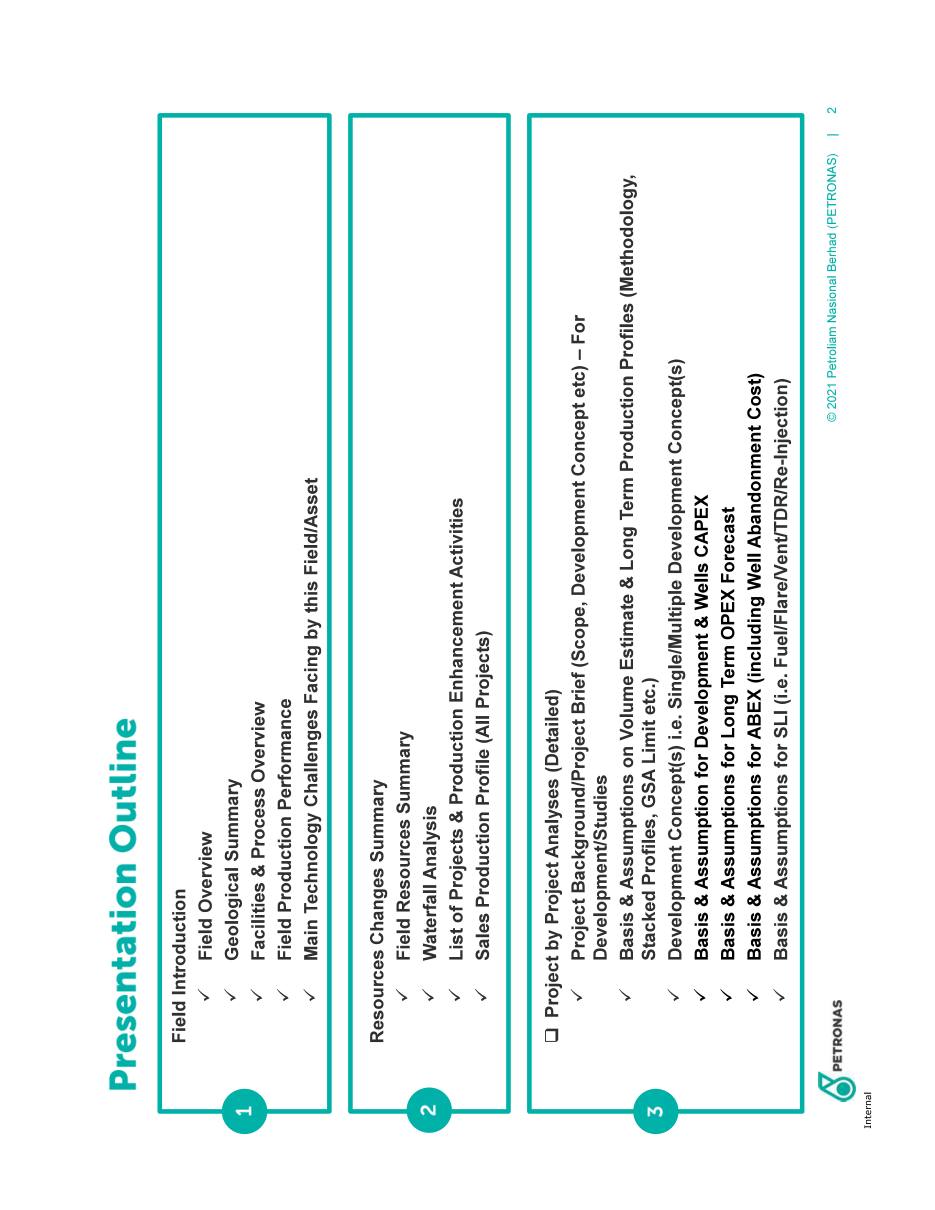 Presentation Outline
1
Field Introduction
✓ Field Overview
✓ Geological Summary
✓ Facilities & Process Overview
✓ Field Production Performance
✓ Main Technology Challenges Facing by this Field/Asset
2
Resources Changes Summary
✓ Field Resources Summary
✓ Waterfall Analysis
✓ List of Projects & Production Enhancement Activities
✓ Sales Production Profile (All Projects)
3
❑ Project by Project Analyses (Detailed)
✓ Project Background/Project Brief (Scope, Development Concept etc) – For
Development/Studies
✓ Basis & Assumptions on Volume Estimate & Long Term Production Profiles (Methodology,
Stacked Profiles, GSA Limit etc.)
✓ Development Concept(s) i.e. Single/Multiple Development Concept(s)
✓ Basis & Assumption for Development & Wells CAPEX
✓ Basis & Assumptions for Long Term OPEX Forecast
✓ Basis & Assumptions for ABEX (including Well Abandonment Cost)
✓ Basis & Assumptions for SLI (i.e. Fuel/Flare/Vent/TDR/Re-Injection)
PETRONAS
© 2021 Petroliam Nasional Berhad (PETRONAS) | 2
Internal